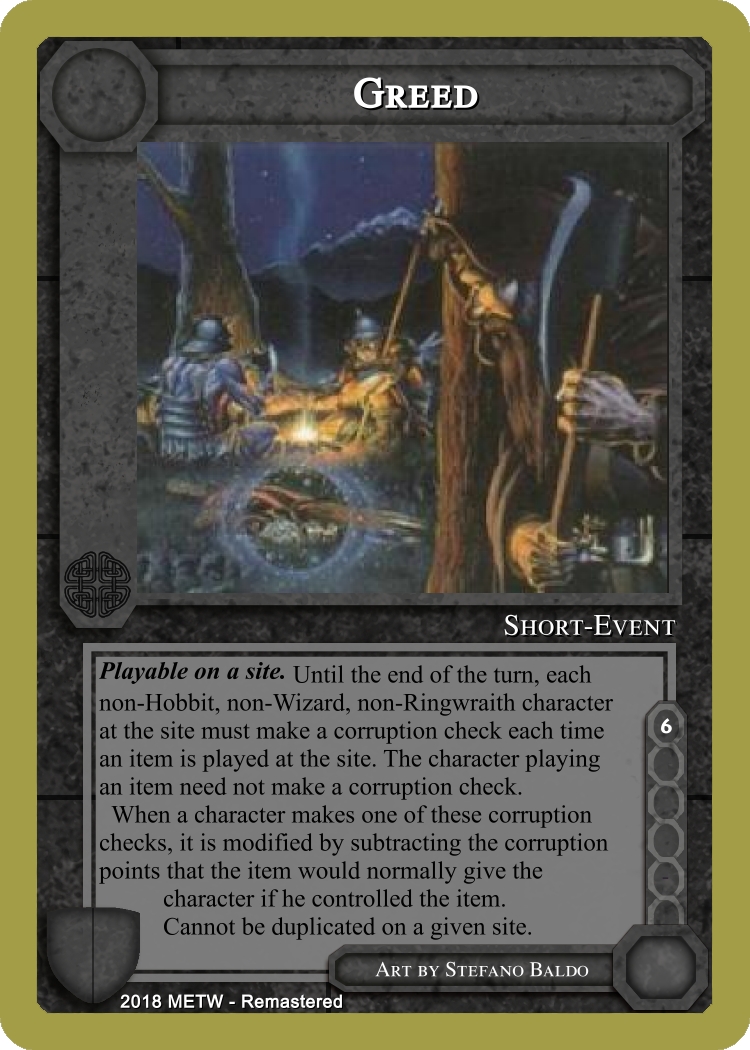 Greed
Short-Event
Playable on a site. Until the end of the turn, each
non-Hobbit, non-Wizard, non-Ringwraith character
at the site must make a corruption check each time
an item is played at the site. The character playing
an item need not make a corruption check.
When a character makes one of these corruption
checks, it is modified by subtracting the corruption
points that the item would normally give the
character if he controlled the item.
Cannot be duplicated on a given site.
6
Art by Stefano Baldo
2018 METW - Remastered